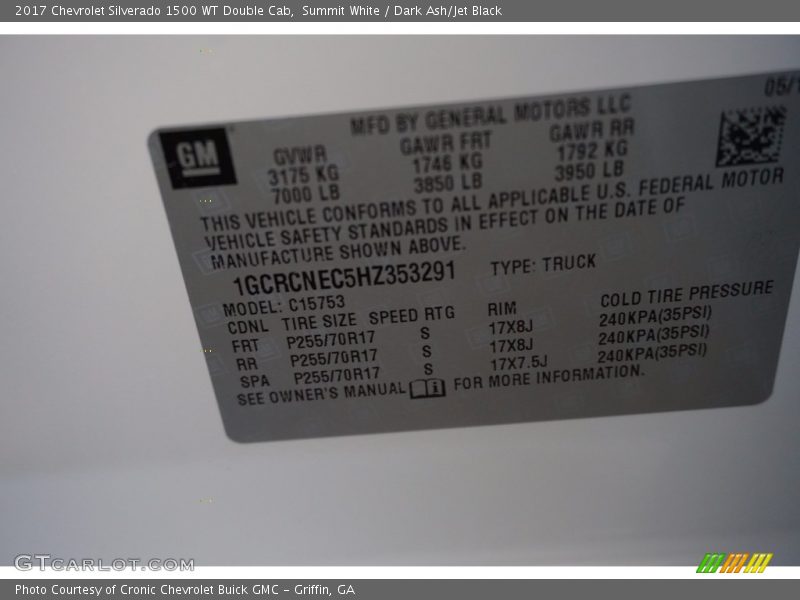 2017 Chevrolet Silverado 1500 WT Double Cab, Summit White / Dark Ash/Jet Black
05/1
MFD BY GENERAL MOTORS LLC
GM
GVWR GAWR FRT GAWR RR
3175 KG 1746 KG 1792 KG
7000 LB 3850 LB 3950 LB
THIS VEHICLE CONFORMS TO ALL APPLICABLE U.S. FEDERAL MOTOR
VEHICLE SAFETY STANDARDS IN EFFECT ON THE DATE OF
MANUFACTURE SHOWN ABOVE.
1GCRCNEC5HZ353291 TYPE: TRUCK
MODEL: C15753
CDNL TIRE SIZE SPEED RTG RIM COLD TIRE PRESSURE
FRT P255/70R17 S 17X8J 240KPA(35PSI)
RR P255/70R17 S 17X8J 240KPA(35PSI)
SPA P255/70R17 S 17X7.5J 240KPA(35PSI)
SEE OWNER'S MANUAL FOR MORE INFORMATION.
GTCARLOT.COM
Photo Courtesy of Cronic Chevrolet Buick GMC - Griffin, GA